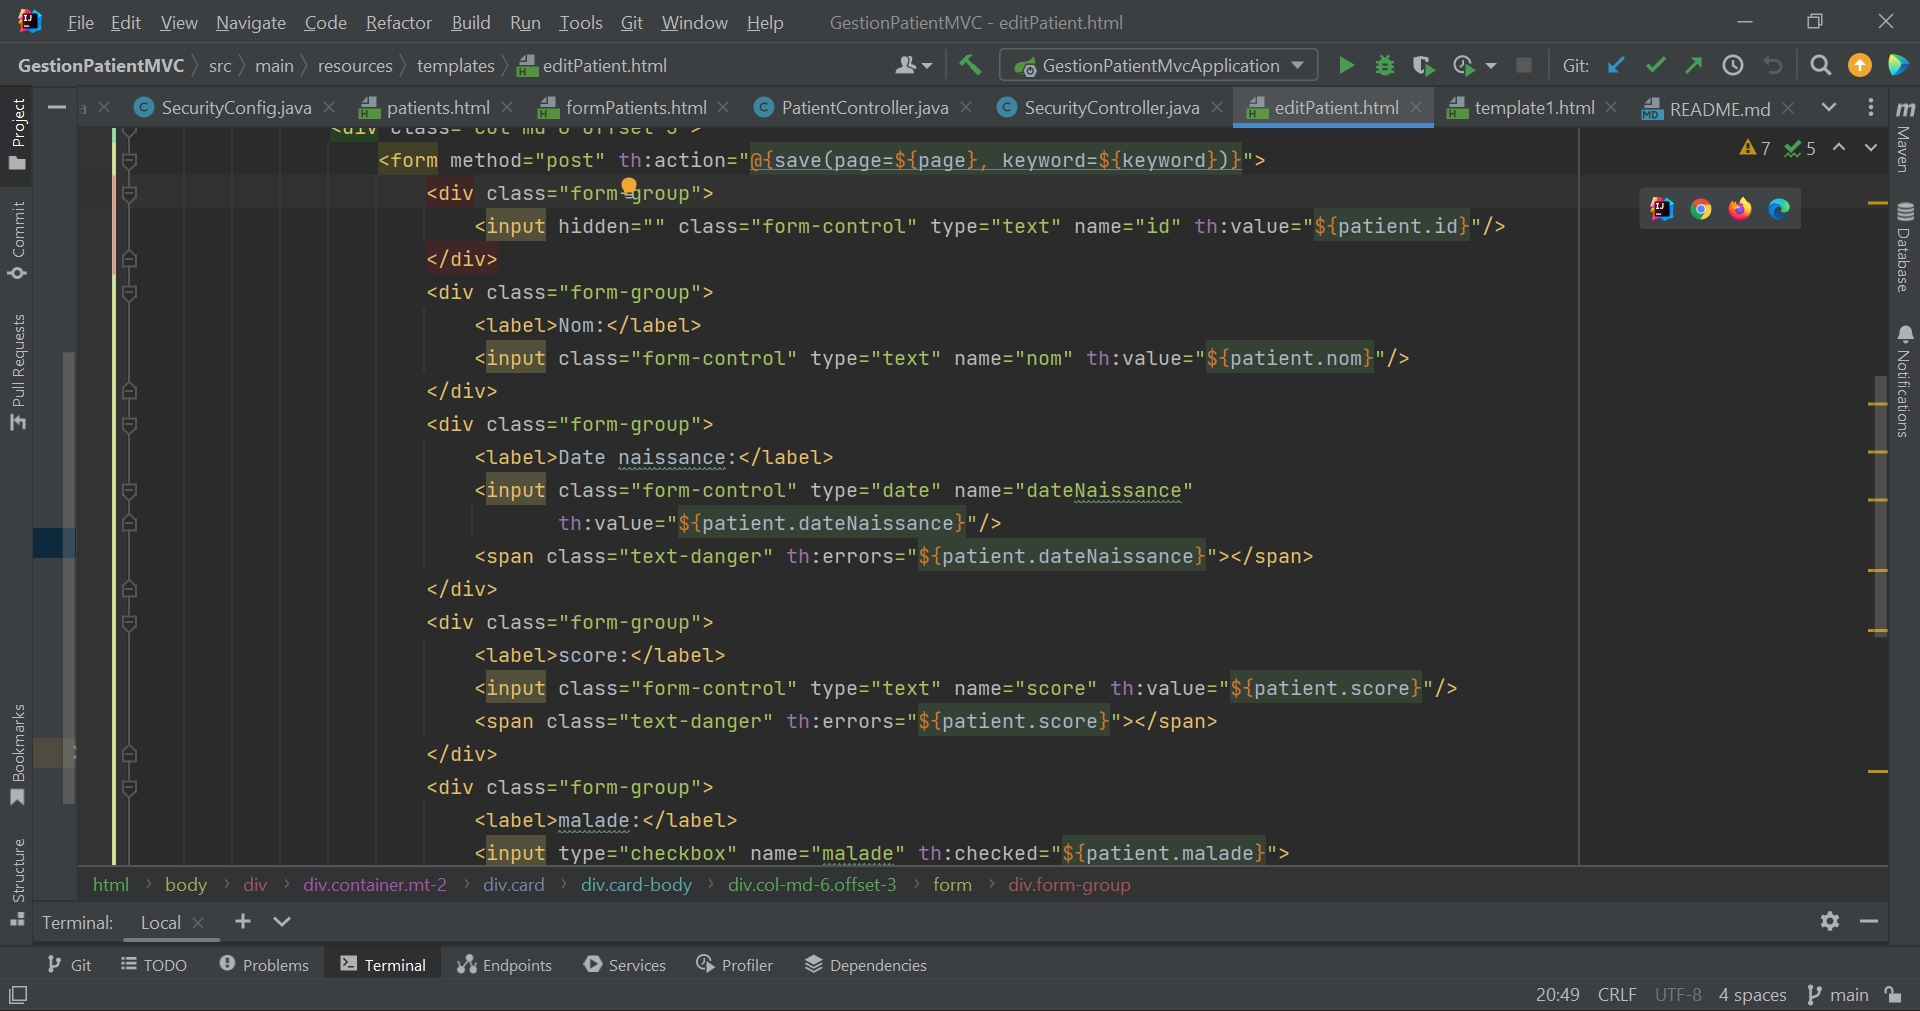 File Edit View Navigate Code Refactor Build Run Tools Git Window Help GestionPatientMVC - editPatient.html
GestionPatientMVC src main resources templates editPatient.html GestionPatientMvcApplication Git:
a SecurityConfig.java patients.html formPatients.html PatientController.java SecurityController.java editPatient.html template1.html README.md
<div class="col-md-6 offset-3">
<form method="post" th:action="@{save(page=${page}, keyword=${keyword})}">
7 5
<div class="form-group">
<input hidden="" class="form-control" type="text" name="id" th:value="${patient.id}"/>
</div>
<div class="form-group">
<label>Nom:</label>
<input class="form-control" type="text" name="nom" th:value="${patient.nom}"/>
</div>
<div class="form-group">
<label>Date naissance:</label>
<input class="form-control" type="date" name="dateNaissance"
th:value="${patient.dateNaissance}"/>
<span class="text-danger" th:errors="${patient.dateNaissance}"></span>
</div>
<div class="form-group">
<label>score:</label>
<input class="form-control" type="text" name="score" th:value="${patient.score}"/>
<span class="text-danger" th:errors="${patient.score}"></span>
</div>
<div class="form-group">
<label>malade:</label>
<input type="checkbox" name="malade" th:checked="${patient.malade}">
html body div div.container.mt-2 div.card div.card-body div.col-md-6.offset-3 form div.form-group
Terminal: Local
Git TODO Problems Terminal Endpoints Services Profiler Dependencies
20:49 CRLF UTF-8 4 spaces main
Project
Commit
Pull Requests
Bookmarks
Structure
Maven
Database
Notifications